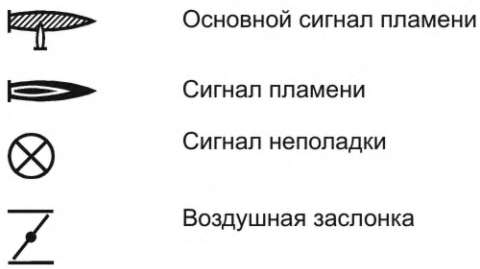 Основной сигнал пламени
Сигнал пламени
Сигнал неполадки
Воздушная заслонка